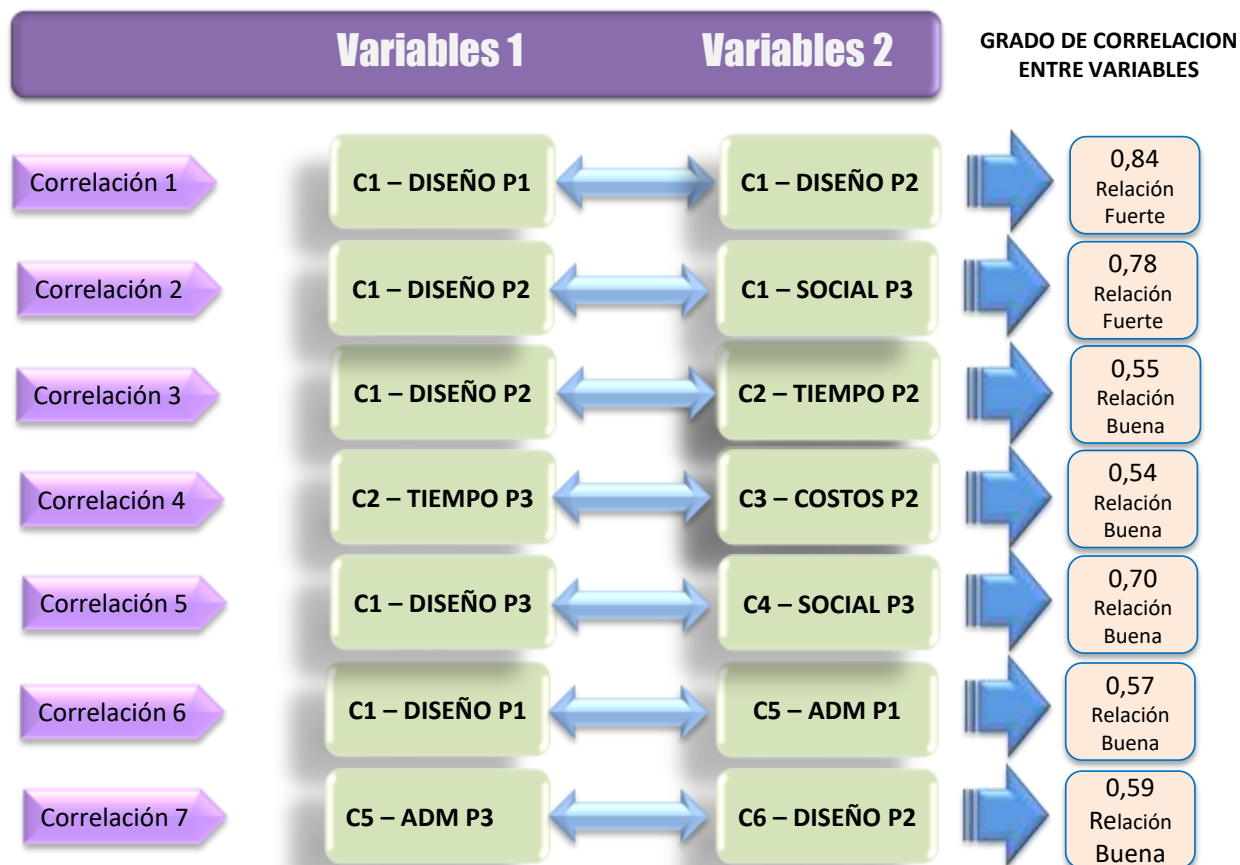 Variables 1 Variables 2
GRADO DE CORRELACION
ENTRE VARIABLES
Correlación 1
C1 – DISEÑO P1
C1 – DISEÑO P2
0,84
Relación
Fuerte
Correlación 2
C1 – DISEÑO P2
C1 – SOCIAL P3
0,78
Relación
Fuerte
Correlación 3
C1 – DISEÑO P2
C2 – TIEMPO P2
0,55
Relación
Buena
Correlación 4
C2 – TIEMPO P3
C3 – COSTOS P2
0,54
Relación
Buena
Correlación 5
C1 – DISEÑO P3
C4 – SOCIAL P3
0,70
Relación
Buena
Correlación 6
C1 – DISEÑO P1
C5 – ADM P1
0,57
Relación
Buena
Correlación 7
C5 – ADM P3
C6 – DISEÑO P2
0,59
Relación
Buena